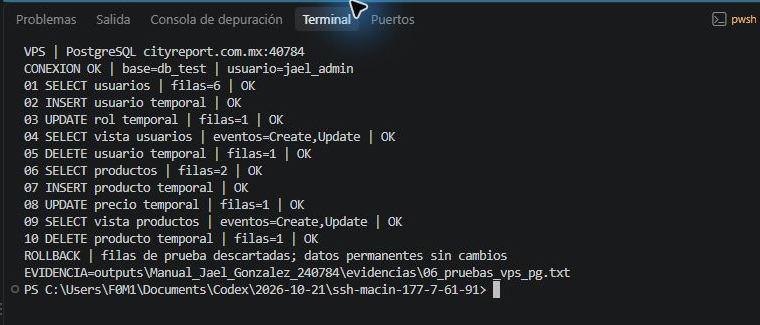 Problemas Salida Consola de depuración Terminal Puertos pwsh
VPS | PostgreSQL cityreport.com.mx:40784
CONEXION OK | base=db_test | usuario=jael_admin
01 SELECT usuarios | filas=6 | OK
02 INSERT usuario temporal | OK
03 UPDATE rol temporal | filas=1 | OK
04 SELECT vista usuarios | eventos=Create,Update | OK
05 DELETE usuario temporal | filas=1 | OK
06 SELECT productos | filas=2 | OK
07 INSERT producto temporal | OK
08 UPDATE precio temporal | filas=1 | OK
09 SELECT vista productos | eventos=Create,Update | OK
10 DELETE producto temporal | filas=1 | OK
ROLLBACK | filas de prueba descartadas; datos permanentes sin cambios
EVIDENCIA=outputs\Manual_Jael_Gonzalez_240784\evidencias\06_pruebas_vps_pg.txt
PS C:\Users\F0M1\Documents\Codex\2026-10-21\ssh-macin-177-7-61-91>